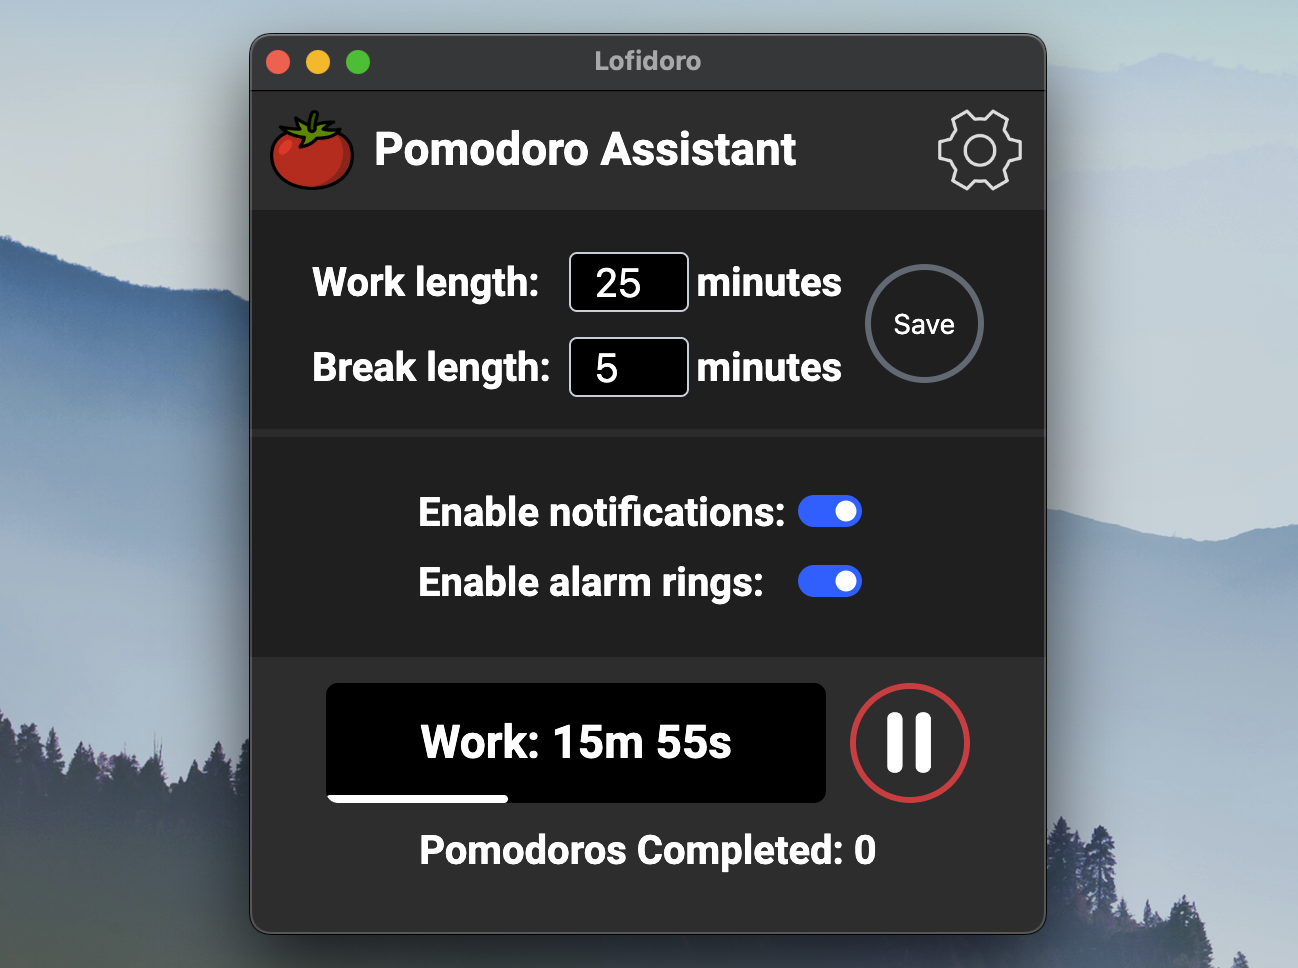 Lofidoro
Pomodoro Assistant
Work length: 25 minutes
Break length: 5 minutes
Save
Enable notifications:
Enable alarm rings:
Work: 15m 55s
Pomodoros Completed: 0